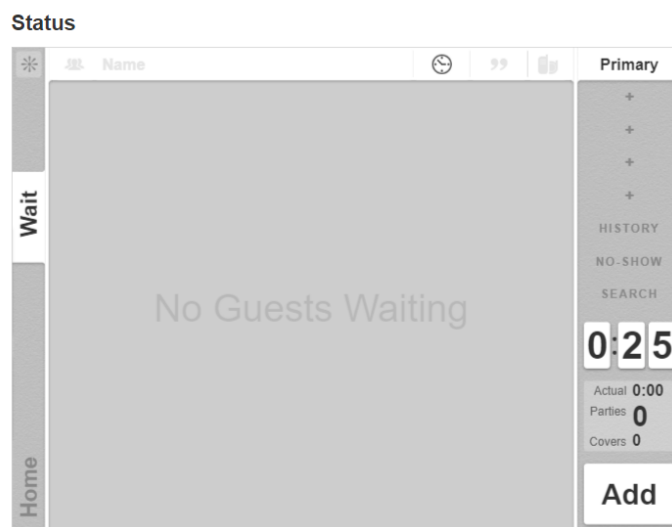 Status
Name
Primary
+
+
+
+
Wait
HISTORY
NO-SHOW
SEARCH
No Guests Waiting
0:25
Actual 0:00
Parties 0
Covers 0
Home
Add